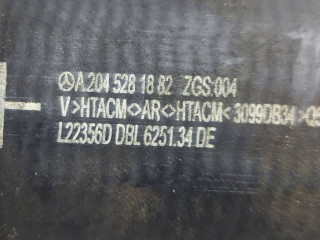 A 204 528 18 82 ZGS:004
V>HTACM<>AR<>HTACM<3099DB34>
L22356D DBL 6251.34 DE